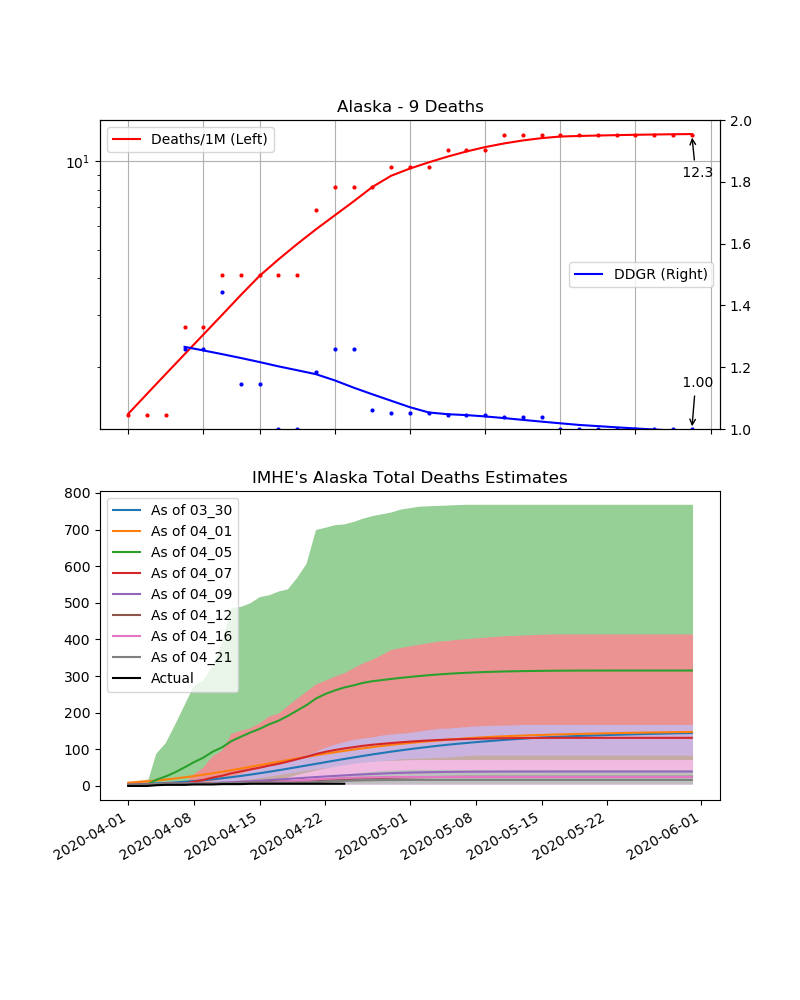 Alaska - 9 Deaths
Deaths/1M (Left)
10¹
12.3
DDGR (Right)
1.00
2.0
1.8
1.6
1.4
1.2
1.0
IMHE's Alaska Total Deaths Estimates
800
700
600
500
400
300
200
100
0
As of 03_30
As of 04_01
As of 04_05
As of 04_07
As of 04_09
As of 04_12
As of 04_16
As of 04_21
Actual
2020-04-01
2020-04-08
2020-04-15
2020-04-22
2020-05-01
2020-05-08
2020-05-15
2020-05-22
2020-06-01